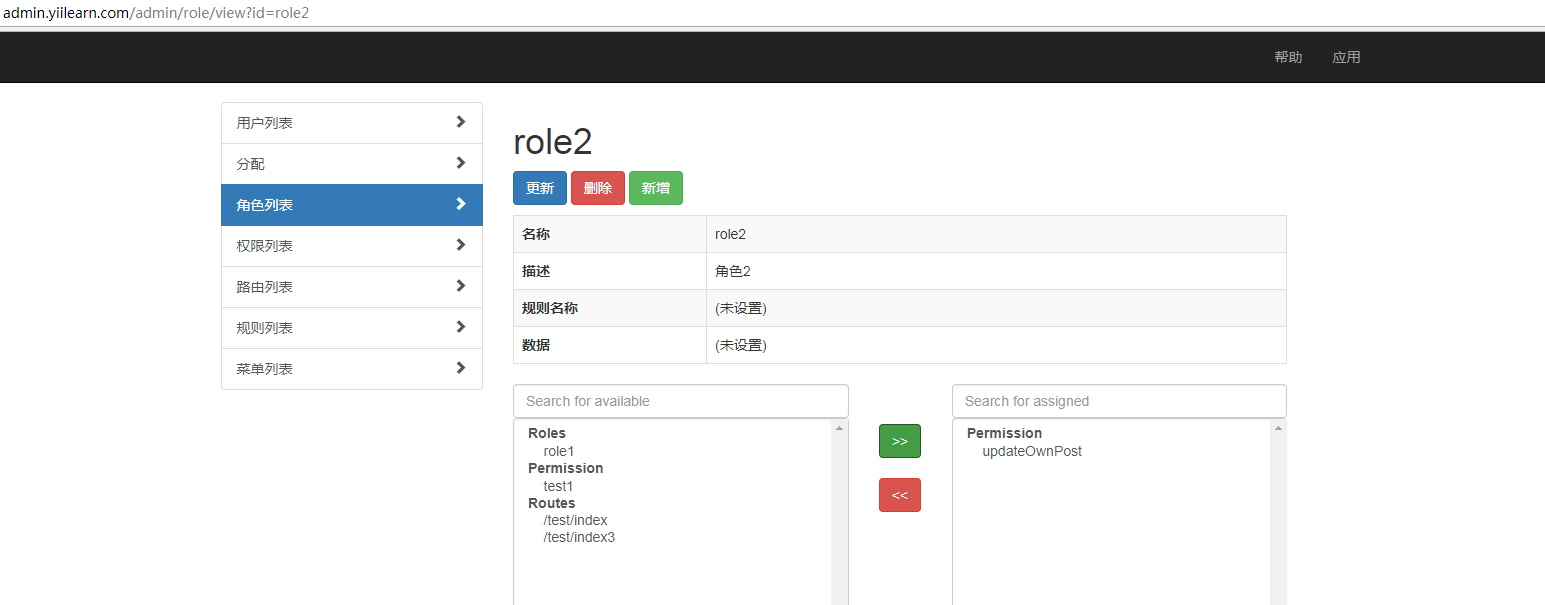 admin.yiilearn.com/admin/role/view?id=role2
帮助 应用
用户列表
分配
角色列表
权限列表
路由列表
规则列表
菜单列表
role2
更新 删除 新增
名称 role2
描述 角色2
规则名称 (未设置)
数据 (未设置)
Search for available
Roles
role1
Permission
test1
Routes
/test/index
/test/index3
>>
<<
Search for assigned
Permission
updateOwnPost